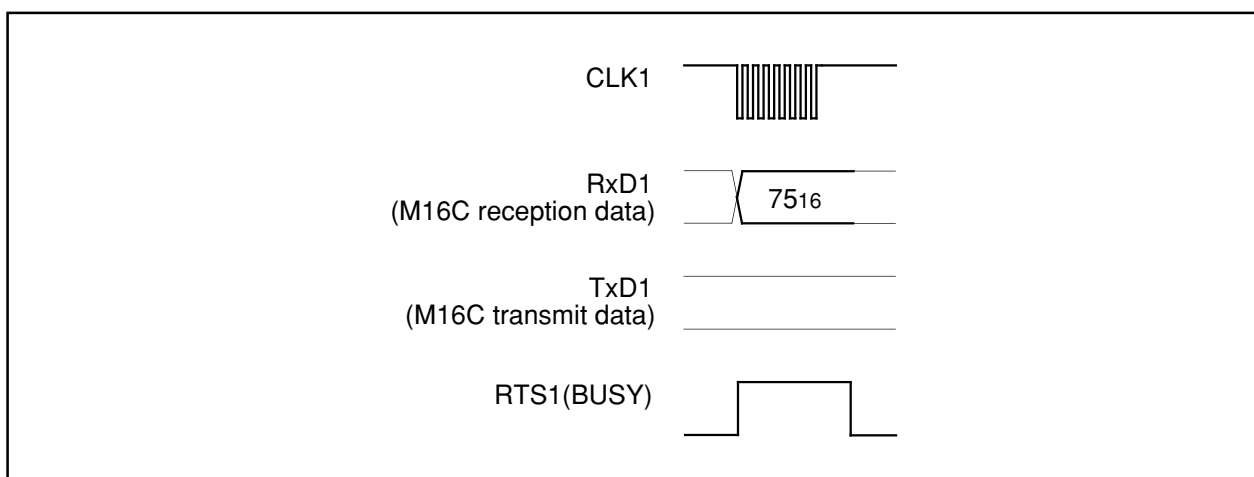 CLK1
RxD1
(M16C reception data)
7516
TxD1
(M16C transmit data)
RTS1(BUSY)